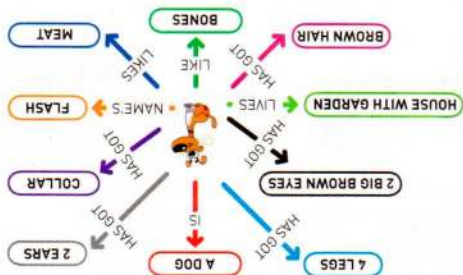 4 LEGS
HAS GOT
A DOG
IS
2 EARS
HAS GOT
2 BIG BROWN EYES
HAS GOT
COLLAR
HAS GOT
HOUSE WITH GARDEN
LIVES
NAME'S
FLASH
BROWN HAIR
HAS GOT
LIKE
BONES
LIKES
MEAT